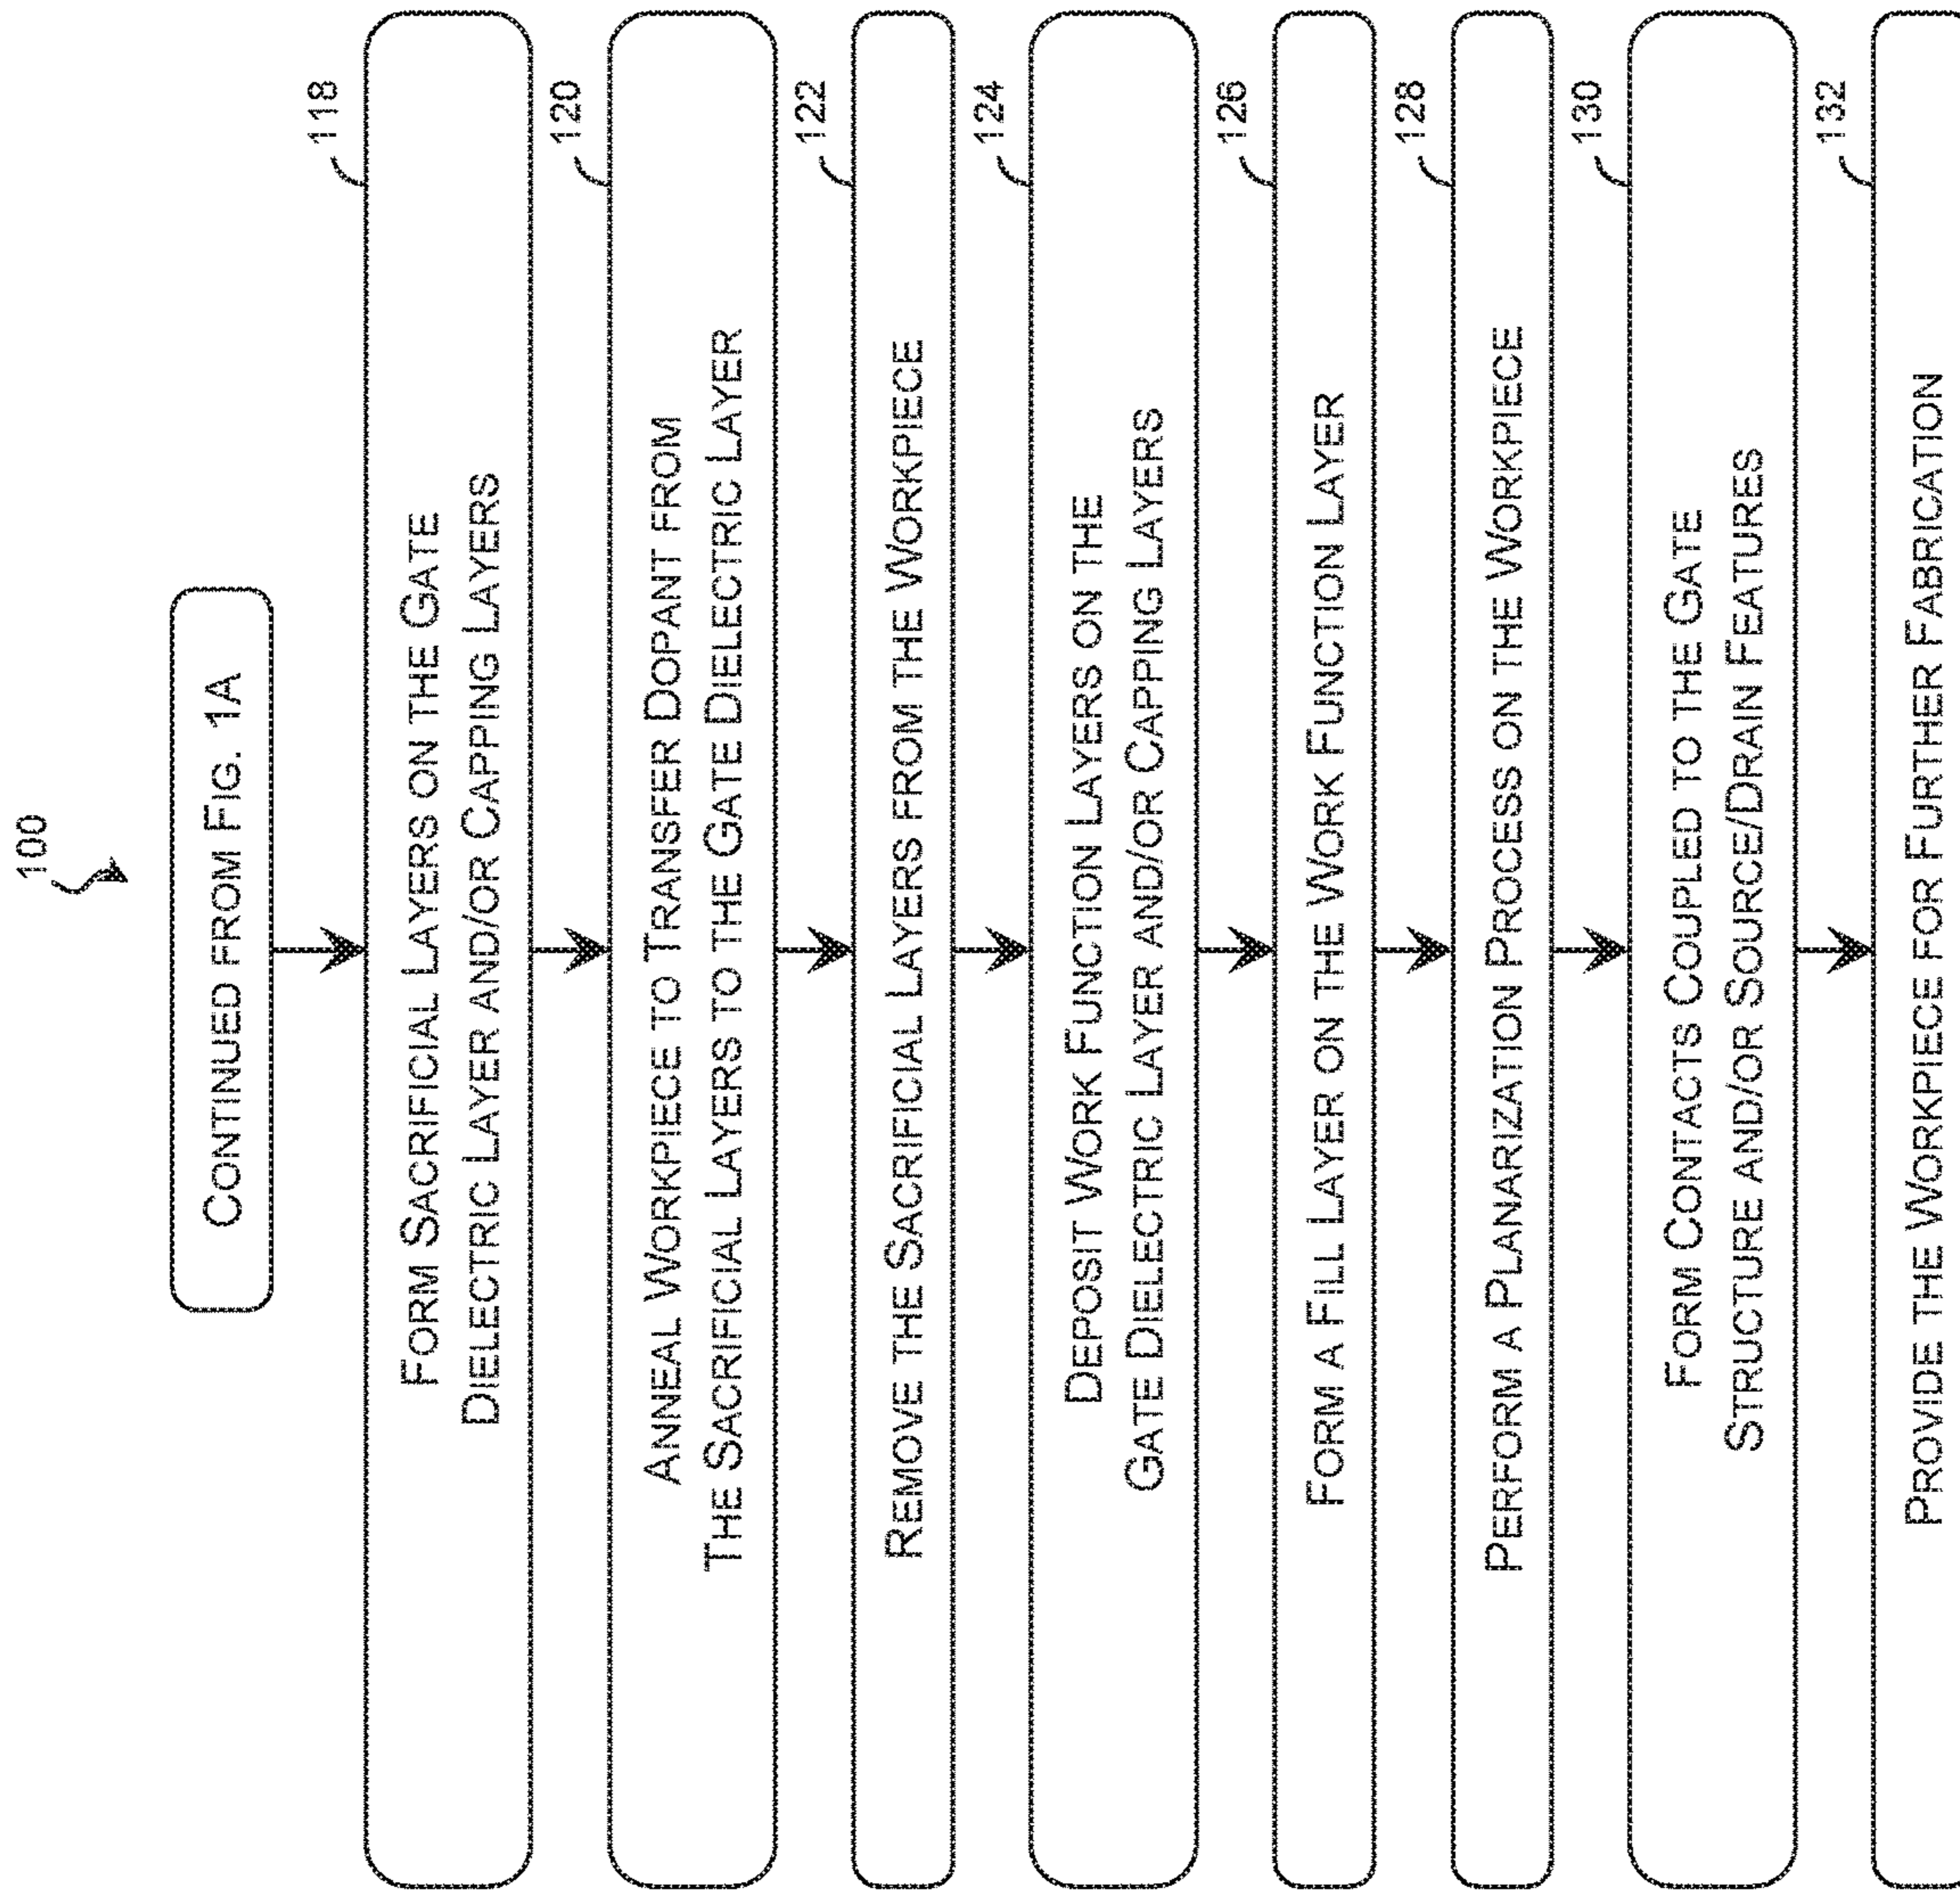 100
CONTINUED FROM FIG. 1A
118
FORM SACRIFICIAL LAYERS ON THE GATE
DIELECTRIC LAYER AND/OR CAPPING LAYERS
120
ANNEAL WORKPIECE TO TRANSFER DOPANT FROM
THE SACRIFICIAL LAYERS TO THE GATE DIELECTRIC LAYER
122
REMOVE THE SACRIFICIAL LAYERS FROM THE WORKPIECE
124
DEPOSIT WORK FUNCTION LAYERS ON THE
GATE DIELECTRIC LAYER AND/OR CAPPING LAYERS
126
FORM A FILL LAYER ON THE WORK FUNCTION LAYER
128
PERFORM A PLANARIZATION PROCESS ON THE WORKPIECE
130
FORM CONTACTS COUPLED TO THE GATE
STRUCTURE AND/OR SOURCE/DRAIN FEATURES
132
PROVIDE THE WORKPIECE FOR FURTHER FABRICATION